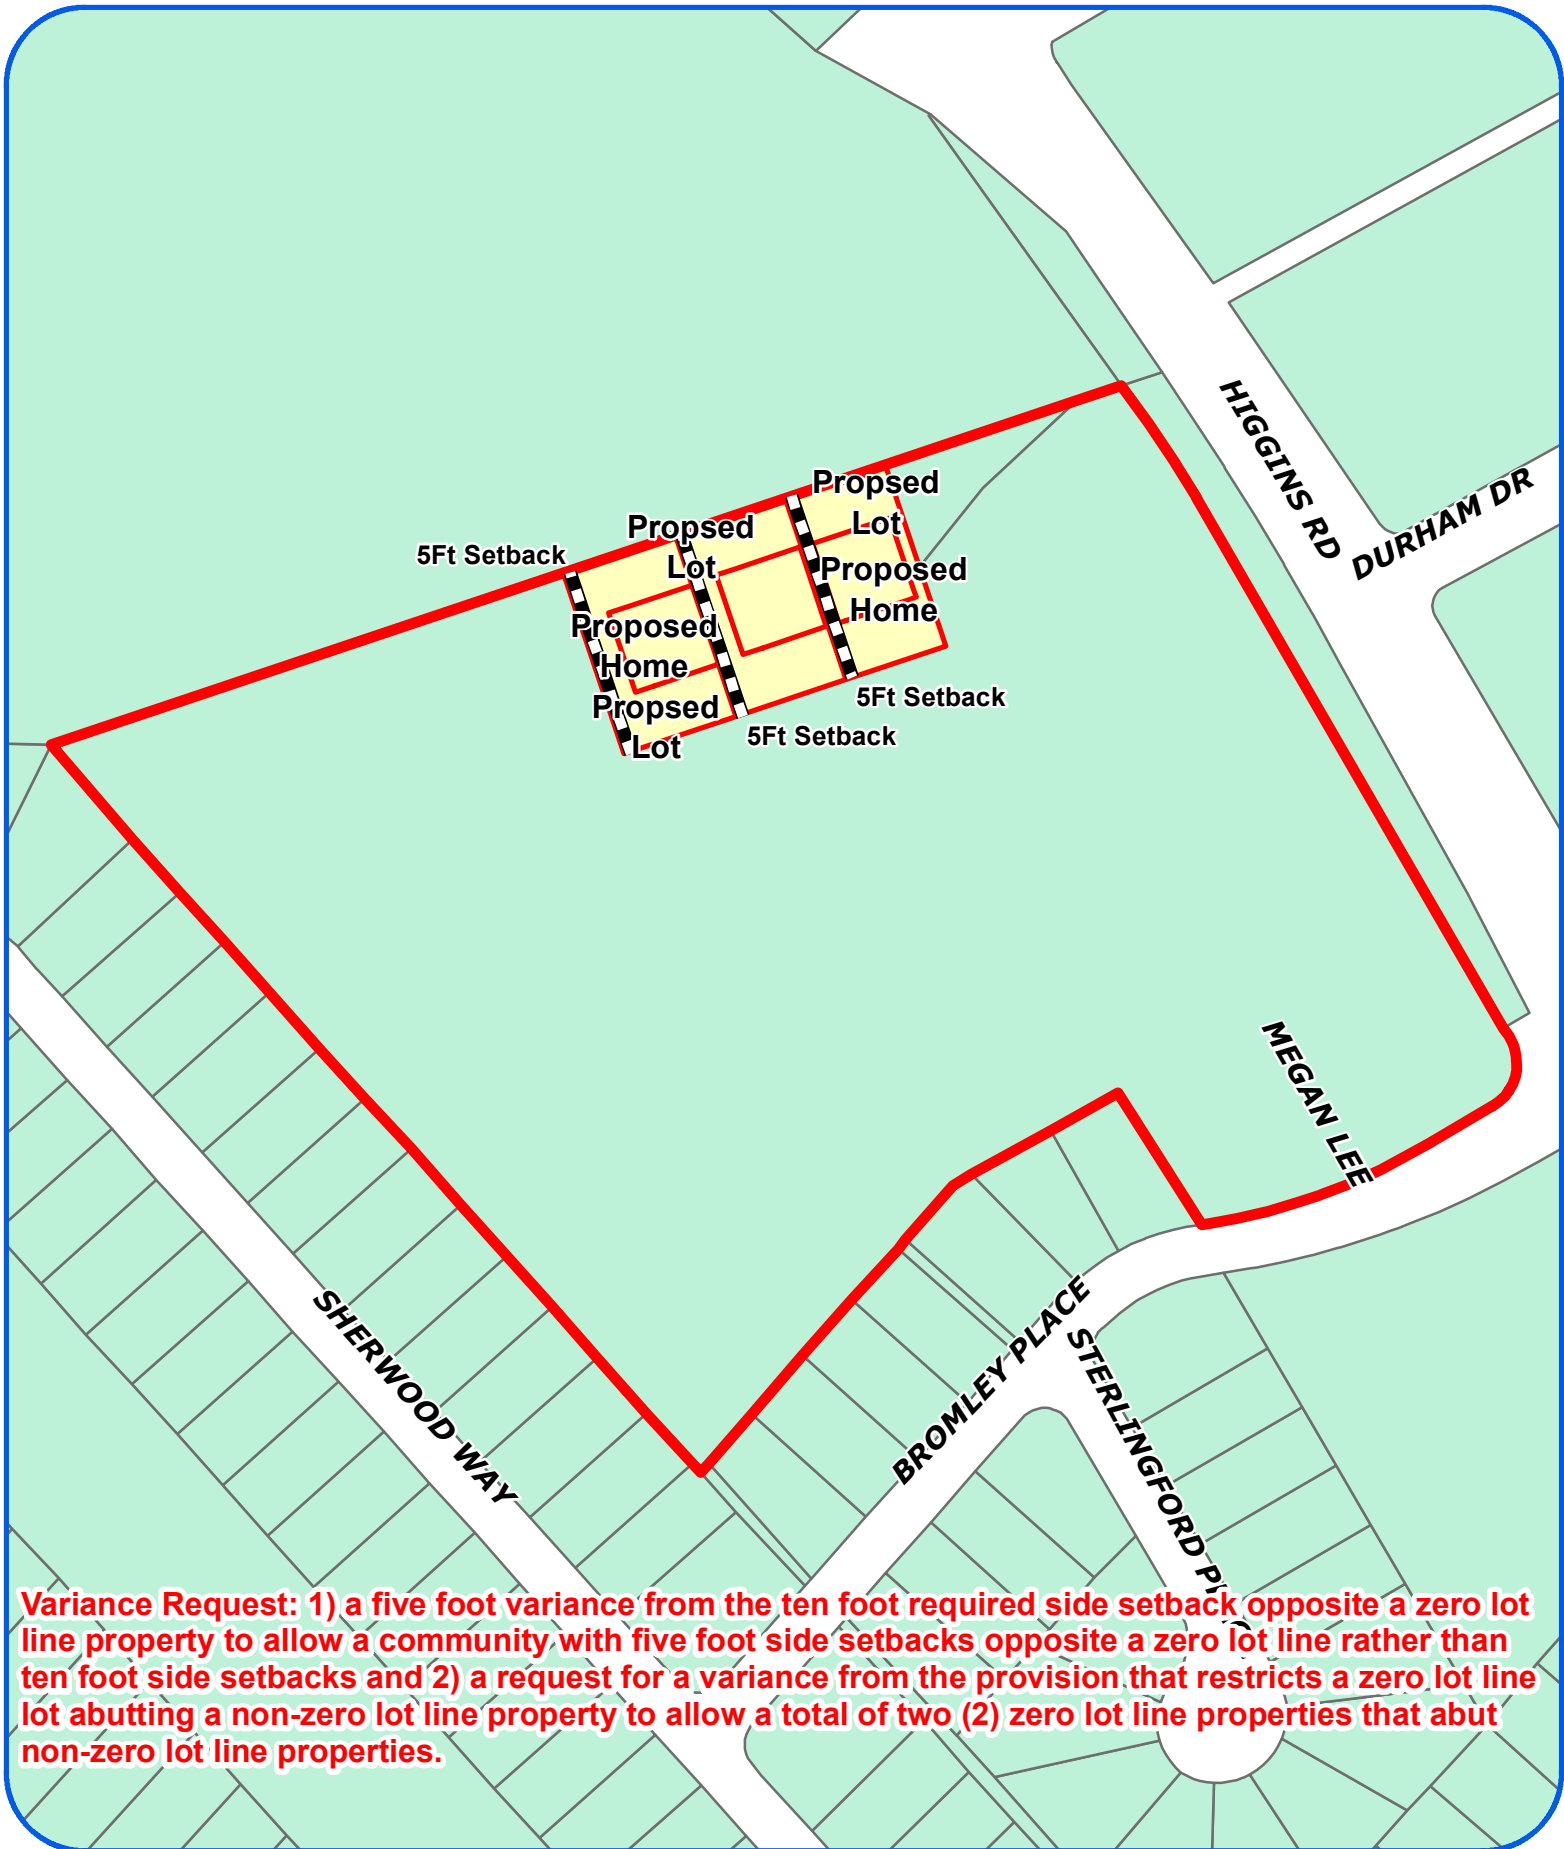 HIGGINS RD
DURHAM DR
Propsed
Lot
Propsed
Lot
5Ft Setback
Proposed
Home
Proposed
Home
Propsed
Lot
5Ft Setback
5Ft Setback
MEGAN LEE
SHERWOOD WAY
BROMLEY PLACE
STERLINGFORD
Variance Request: 1) a five foot variance from the ten foot required side setback opposite a zero lot
line property to allow a community with five foot side setbacks opposite a zero lot line rather than
ten foot side setbacks and 2) a request for a variance from the provision that restricts a zero lot line
lot abutting a non-zero lot line property to allow a total of two (2) zero lot line properties that abut
non-zero lot line properties.